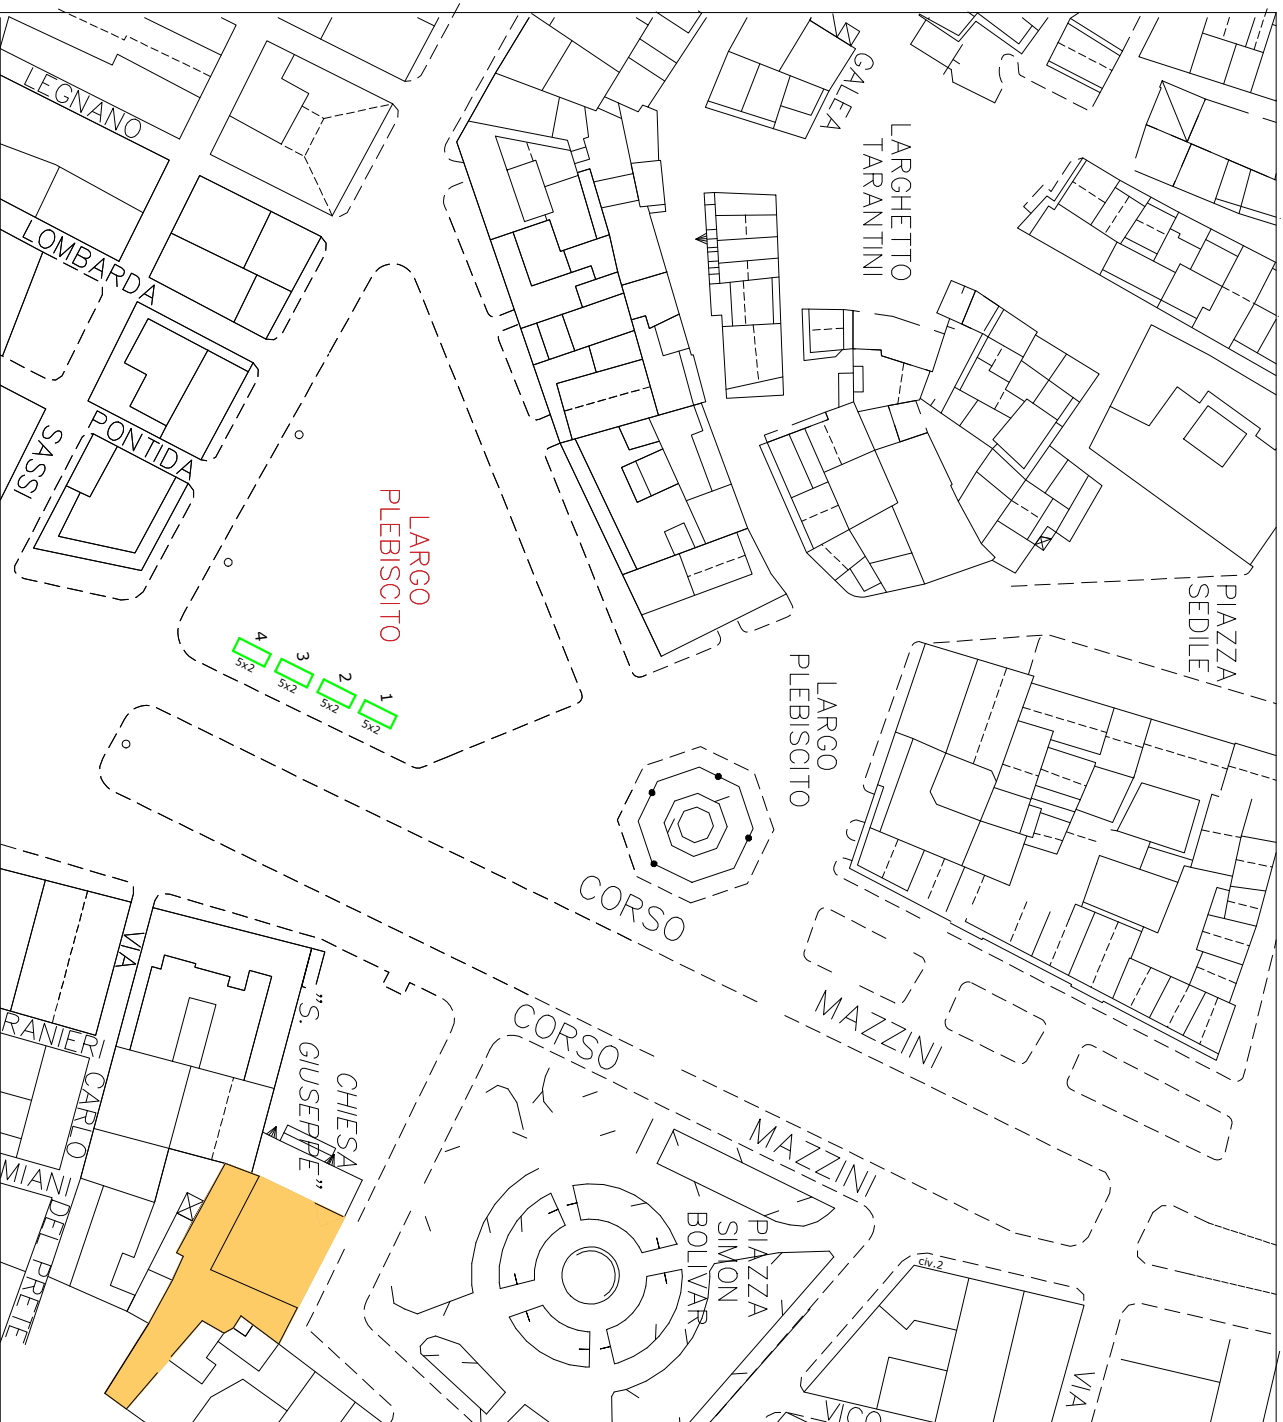 LEGNANO
GALEA
LARGHETTO
TARANTINI
LOMBARDA
PONTIDA
SASSI
LARGO
PLEBISCITO
PIAZZA
SEDILE
4
5x2
3
5x2
2
5x2
1
5x2
LARGO
PLEBISCITO
CORSO
MAZZINI
CORSO
MAZZINI
VIA
CARLO
DEL PRETE
RANIERI
MIANI
CHIESA
"S. GIUSEPPE"
PIAZZA
SIMON
BOLIVAR
civ.2
VIA
VICO